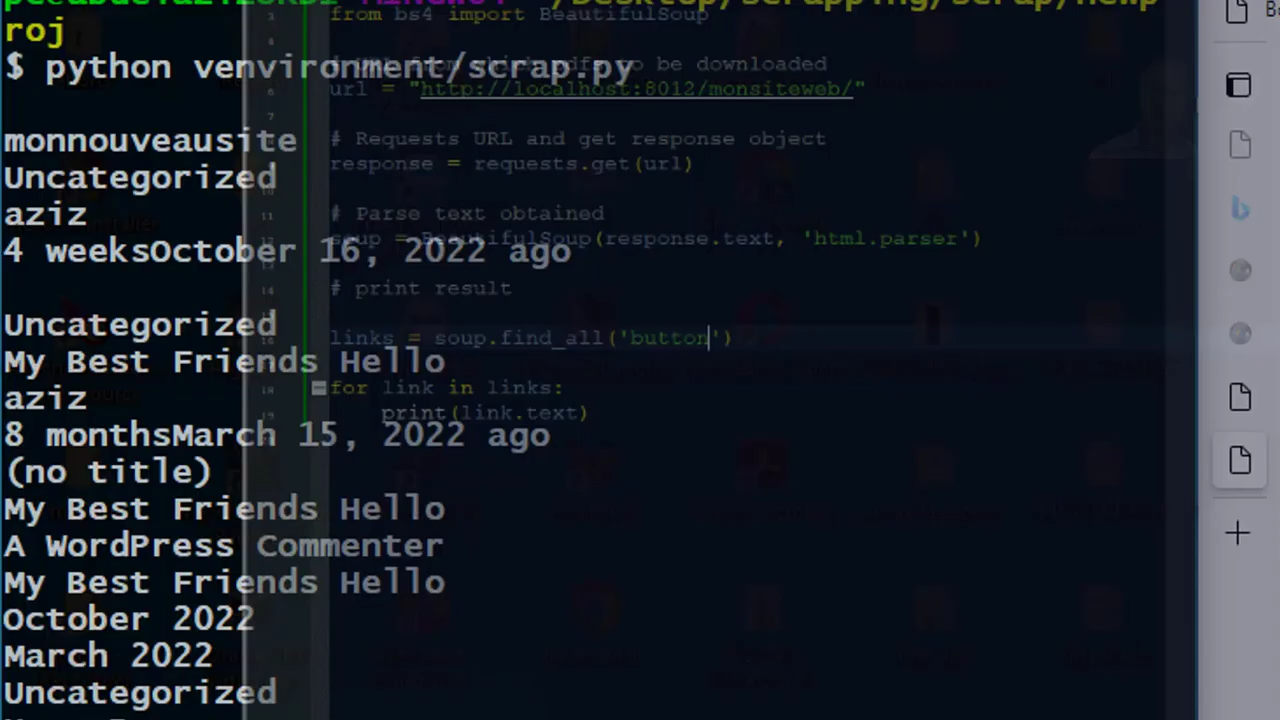 roj
$ python venvironment/scrap.py
monnouveausite
Uncategorized
aziz
4 weeksOctober 16, 2022 ago
Uncategorized
My Best Friends Hello
aziz
8 monthsMarch 15, 2022 ago
(no title)
My Best Friends Hello
A WordPress Commenter
My Best Friends Hello
October 2022
March 2022
Uncategorized
from bs4 import BeautifulSoup
to be downloaded
url = "http://localhost:8012/monsiteweb/"
# Requests URL and get response object
response = requests.get(url)
# Parse text obtained
soup = BeautifulSoup(response.text, 'html.parser')
# print result
links = soup.find_all('button')
for link in links:
print(link.text)